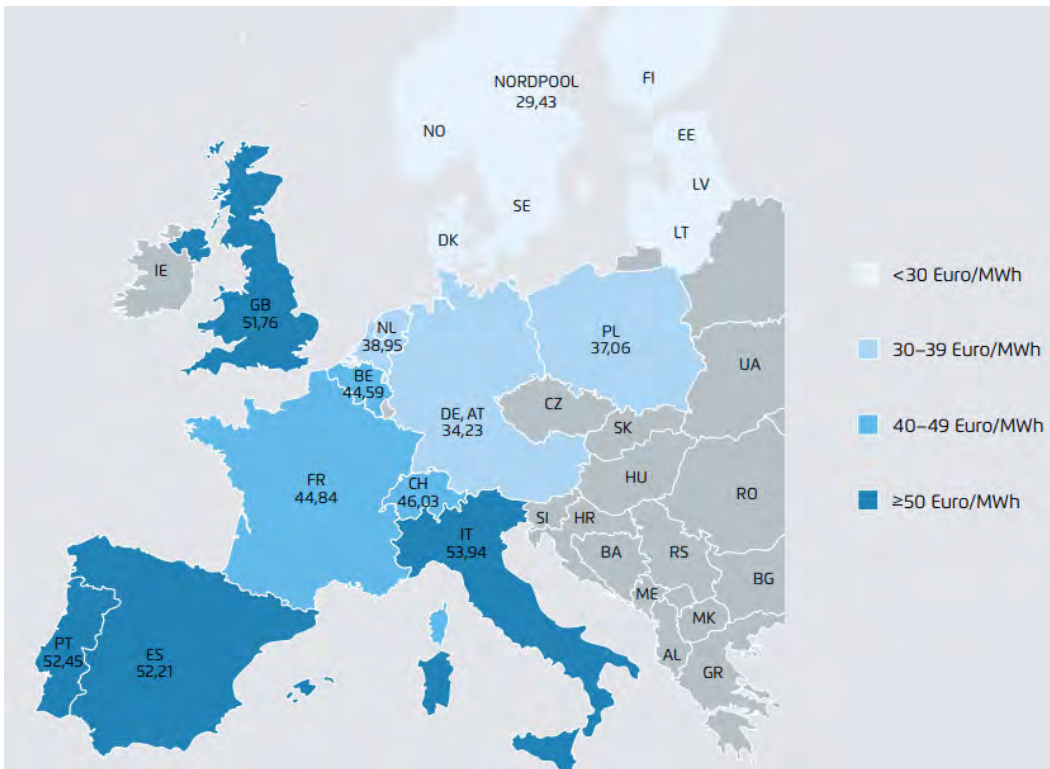 NORDPOOL
29,43
FI
NO
EE
LV
SE
LT
DK
IE
GB
51,76
NL
38,95
PL
37,06
BE
44,59
UA
CZ
DE, AT
34,23
SK
FR
44,84
CH
46,03
HU
RO
SI
HR
IT
53,94
BA
RS
BG
ME
MK
PT
52,45
ES
52,21
AL
GR
<30 Euro/MWh
30–39 Euro/MWh
40–49 Euro/MWh
≥50 Euro/MWh